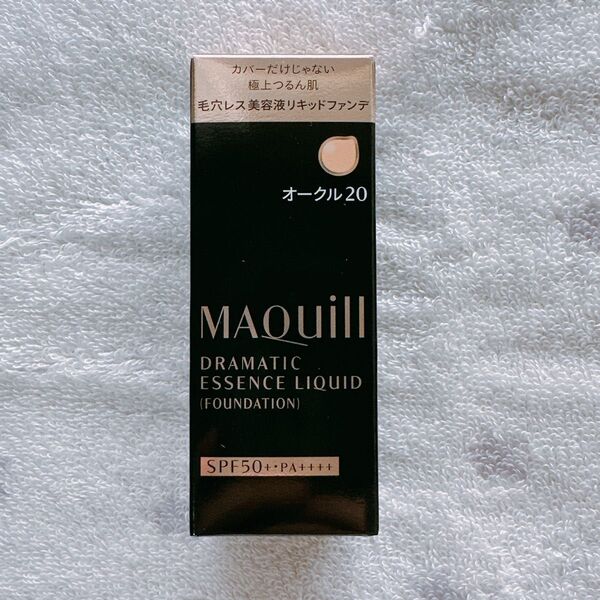 カバーだけじゃない
極上つるん肌
毛穴レス美容液リキッドファンデ
オークル20
MAQuill
DRAMATIC
ESSENCE LIQUID
(FOUNDATION)
SPF50+・PA++++